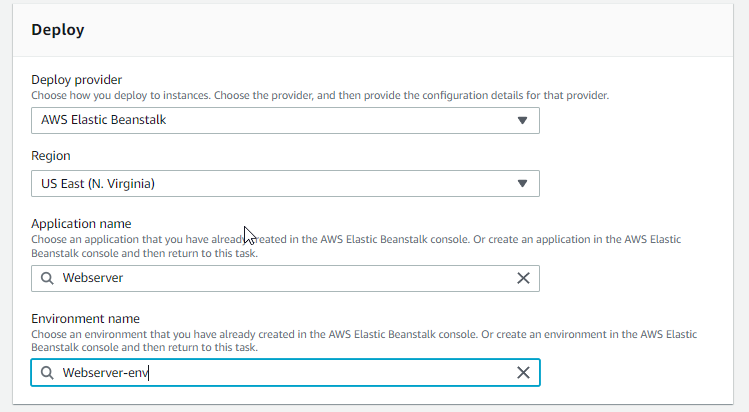 Deploy
Deploy provider
Choose how you deploy to instances. Choose the provider, and then provide the configuration details for that provider.
AWS Elastic Beanstalk
Region
US East (N. Virginia)
Application name
Choose an application that you have already created in the AWS Elastic Beanstalk console. Or create an application in the AWS Elastic
Beanstalk console and then return to this task.
Webserver
Environment name
Choose an environment that you have already created in the AWS Elastic Beanstalk console. Or create an environment in the AWS Elastic
Beanstalk console and then return to this task.
Webserver-env